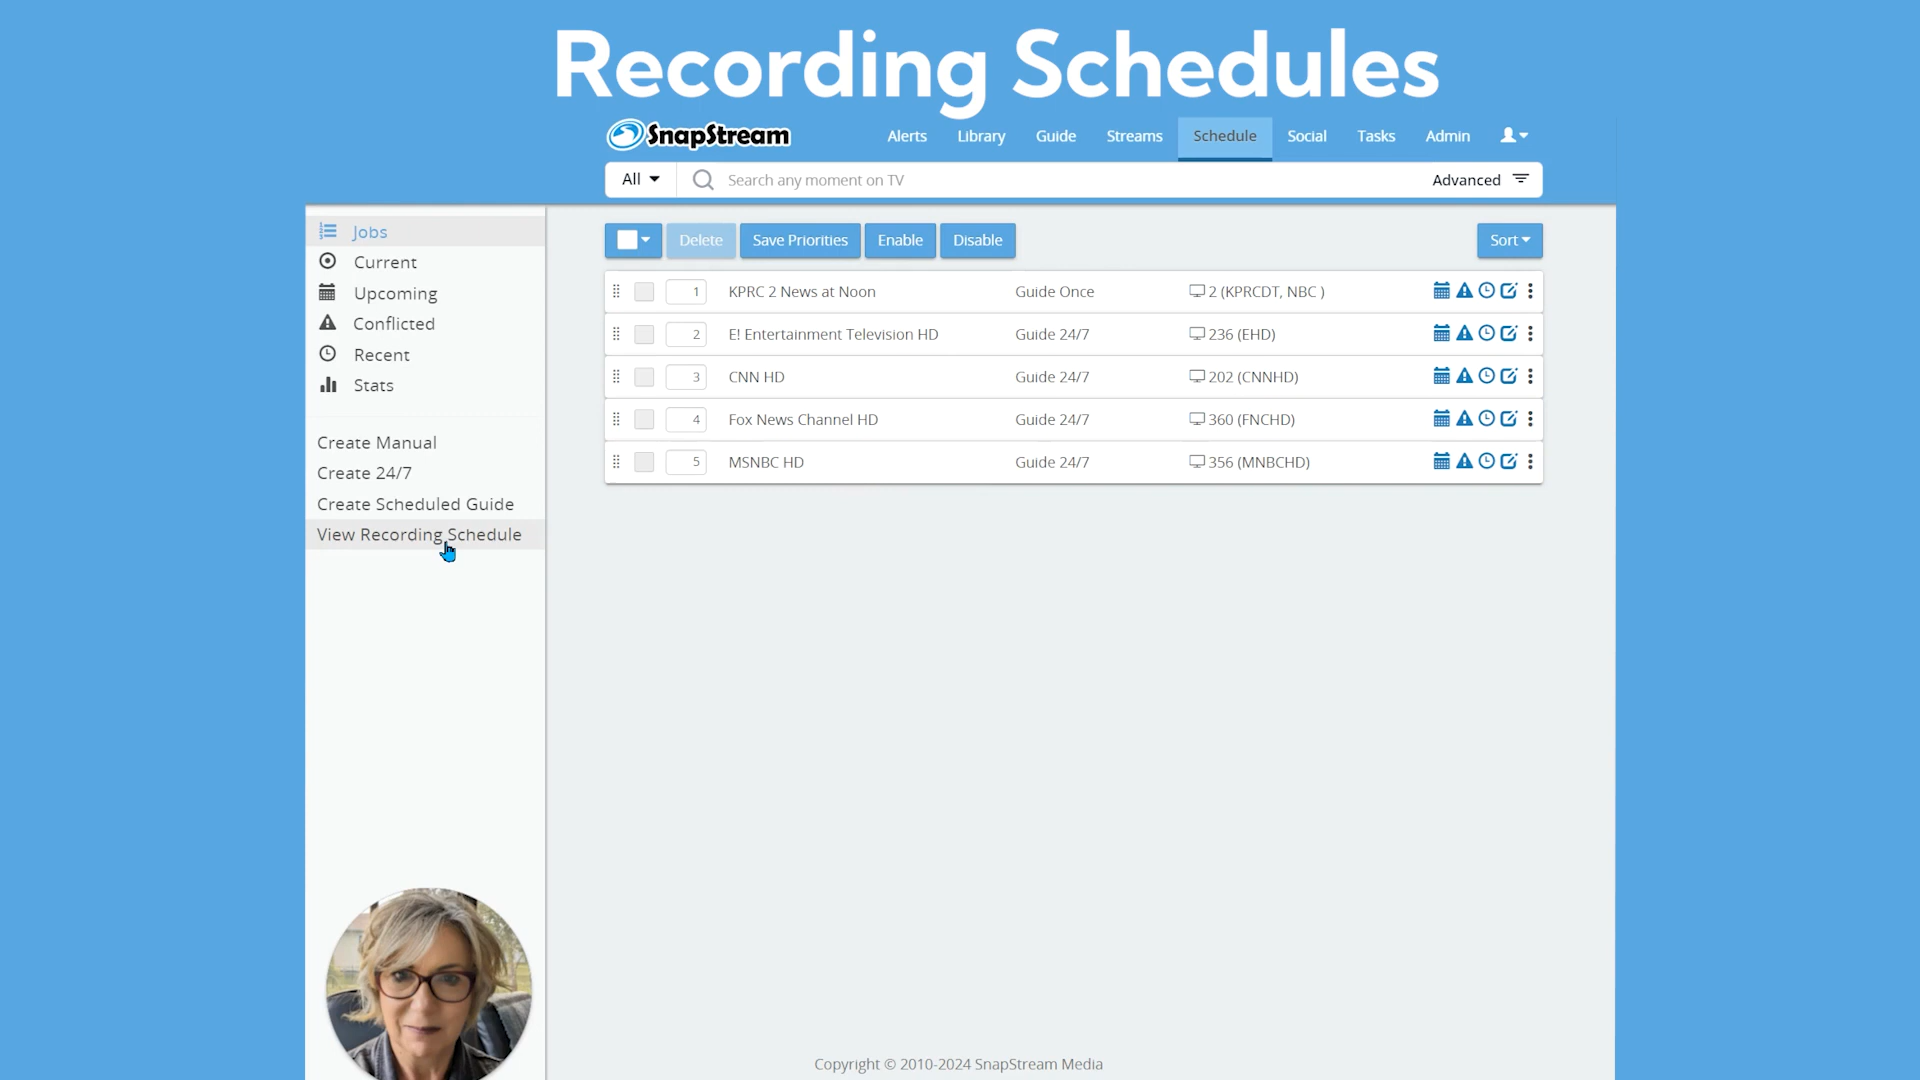 Recording Schedules
SnapStream Alerts Library Guide Streams Schedule Social Tasks Admin
All Search any moment on TV Advanced
Jobs
Current
Upcoming
Conflicted
Recent
Stats
Create Manual
Create 24/7
Create Scheduled Guide
View Recording Schedule
Delete Save Priorities Enable Disable Sort
1 KPRC 2 News at Noon Guide Once 2 (KPRCDT, NBC )
2 E! Entertainment Television HD Guide 24/7 236 (EHD)
3 CNN HD Guide 24/7 202 (CNNHD)
4 Fox News Channel HD Guide 24/7 360 (FNCHD)
5 MSNBC HD Guide 24/7 356 (MNBCHD)
Copyright © 2010-2024 SnapStream Media